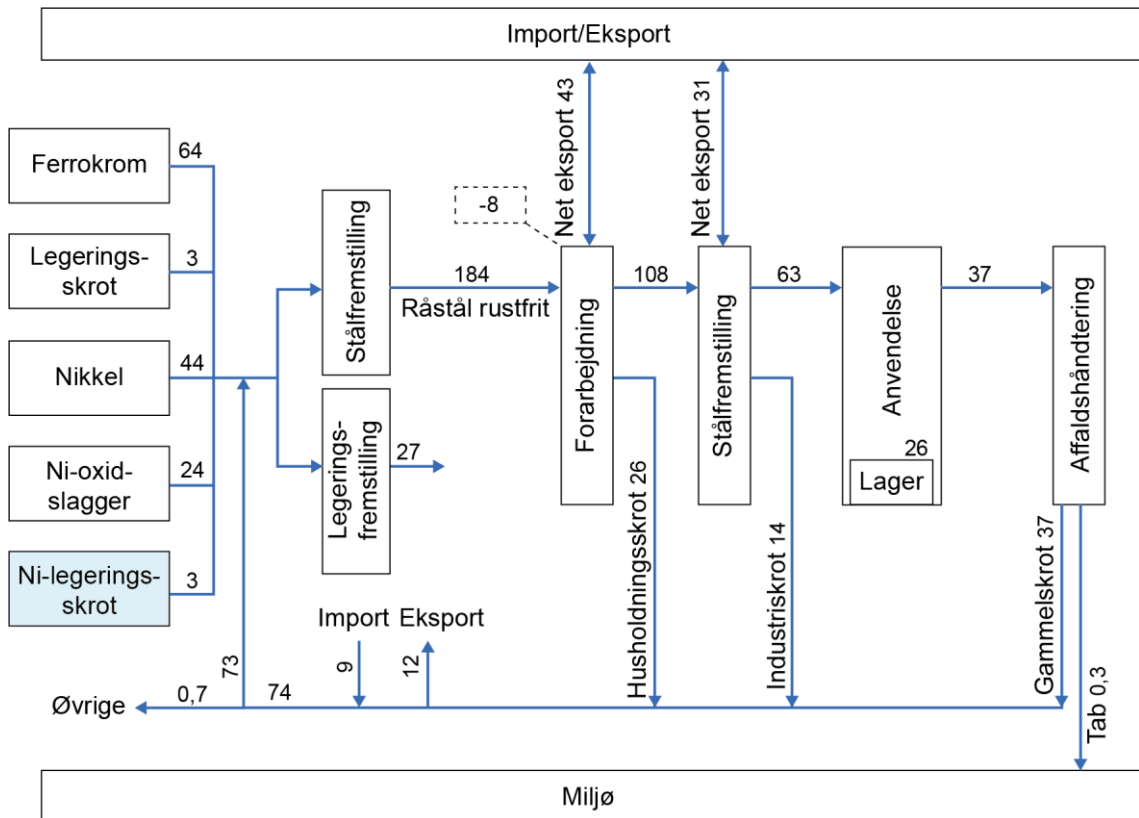 Import/Eksport
Net eksport 43
Net eksport 31
Ferrokrom
64
Legerings-
skrot
3
Nikkel
44
Ni-oxid-
slagger
24
Ni-legerings-
skrot
3
Stålfremstilling
184
Råstål rustfrit
-8
Legerings-
fremstilling
27
Forarbejdning
108
Stålfremstilling
63
Anvendelse
26
Lager
37
Affaldshåndtering
Husholdningsskrot 26
Industriskrot 14
Gammelskrot 37
Tab 0,3
Import
Eksport
9
12
73
74
0,7
Øvrige
Miljø